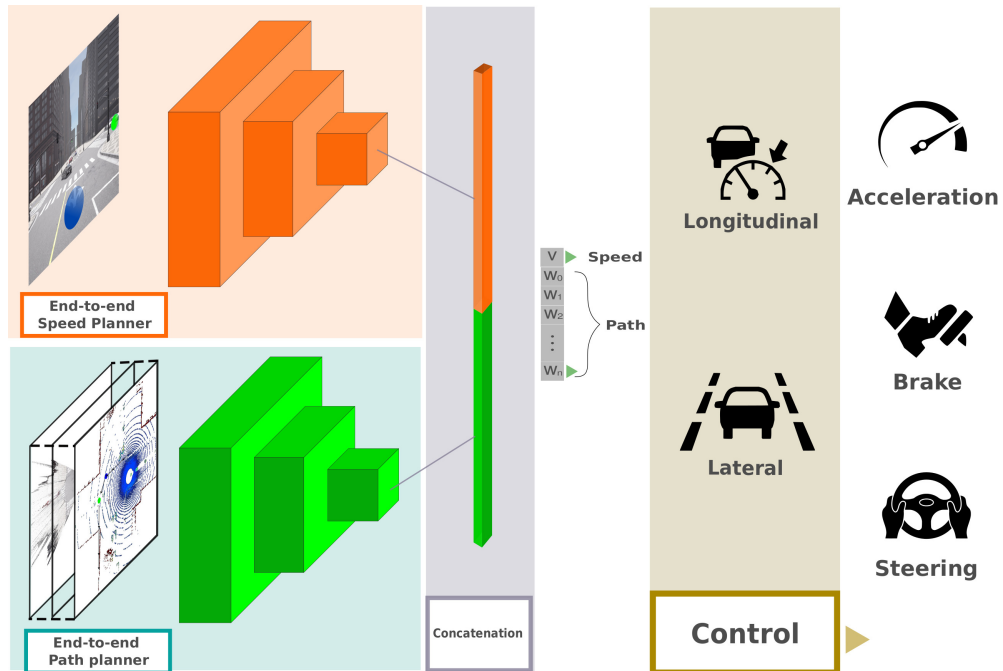 End-to-end
Speed Planner
End-to-end
Path planner
Concatenation
V
Speed
W₀
W₁
W₂
⋮
Wₙ
Path
Longitudinal
Lateral
Control
Acceleration
Brake
Steering